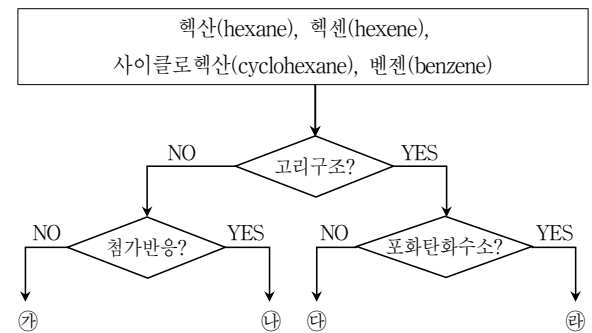 헥산(hexane), 헥센(hexene),
사이클로헥산(cyclohexane), 벤젠(benzene)
고리구조?
NO
YES
첨가반응?
NO
YES
포화탄화수소?
NO
YES
㉮
㉯
㉰
㉱